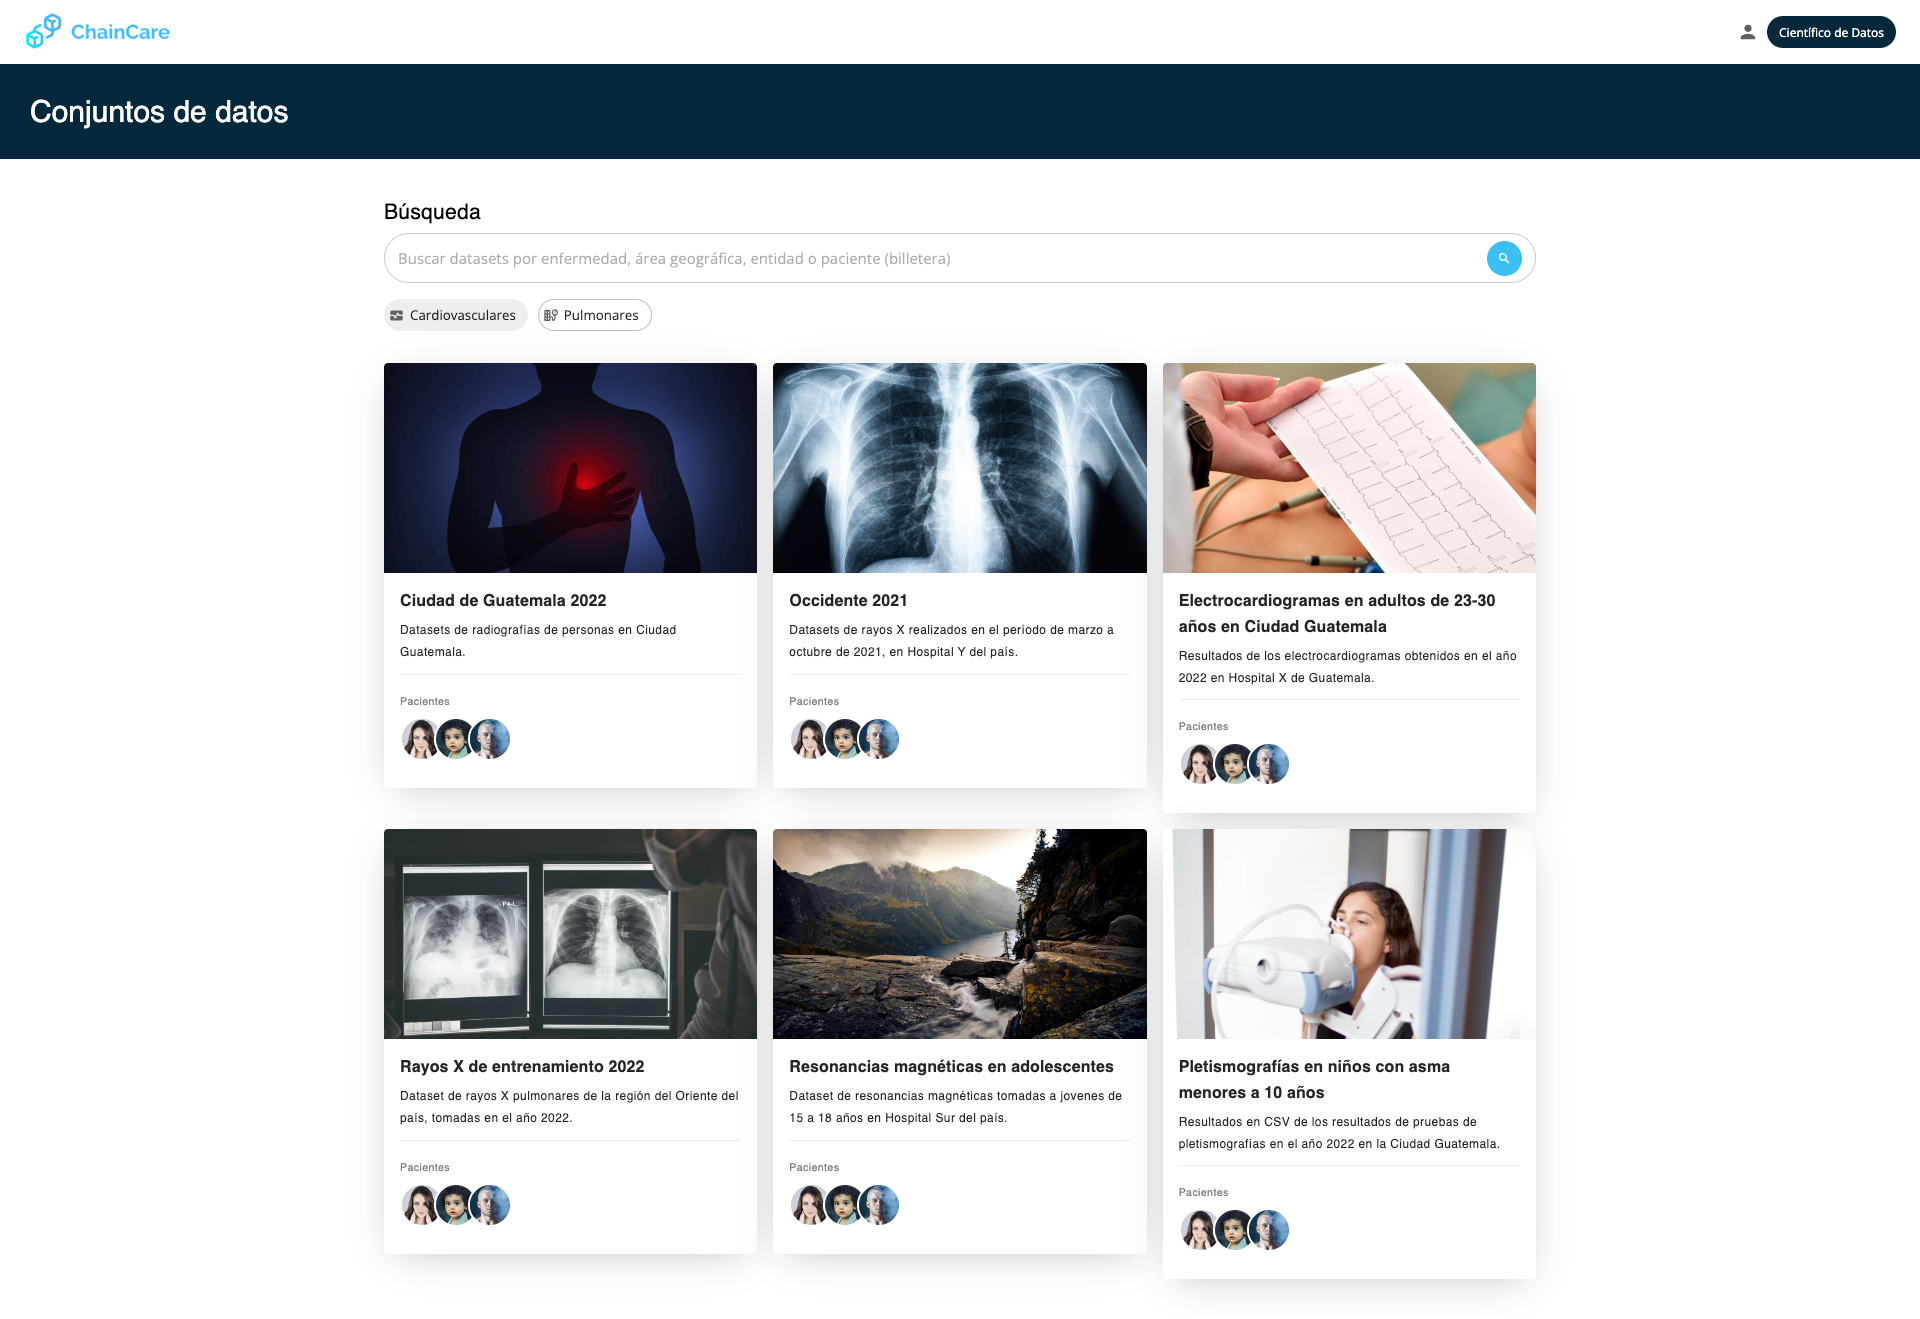 ChainCare
Científico de Datos
Conjuntos de datos
Búsqueda
Buscar datasets por enfermedad, área geográfica, entidad o paciente (billetera)
Cardiovasculares
Pulmonares
Ciudad de Guatemala 2022
Datasets de radiografías de personas en Ciudad
Guatemala.
Pacientes
Occidente 2021
Datasets de rayos X realizados en el período de marzo a
octubre de 2021, en Hospital Y del país.
Pacientes
Electrocardiogramas en adultos de 23-30
años en Ciudad Guatemala
Resultados de los electrocardiogramas obtenidos en el año
2022 en Hospital X de Guatemala.
Pacientes
PA-L
Rayos X de entrenamiento 2022
Dataset de rayos X pulmonares de la región del Oriente del
país, tomadas en el año 2022.
Pacientes
Resonancias magnéticas en adolescentes
Dataset de resonancias magnéticas tomadas a jovenes de
15 a 18 años en Hospital Sur del país.
Pacientes
Pletismografías en niños con asma
menores a 10 años
Resultados en CSV de los resultados de pruebas de
pletismografías en el año 2022 en la Ciudad Guatemala.
Pacientes